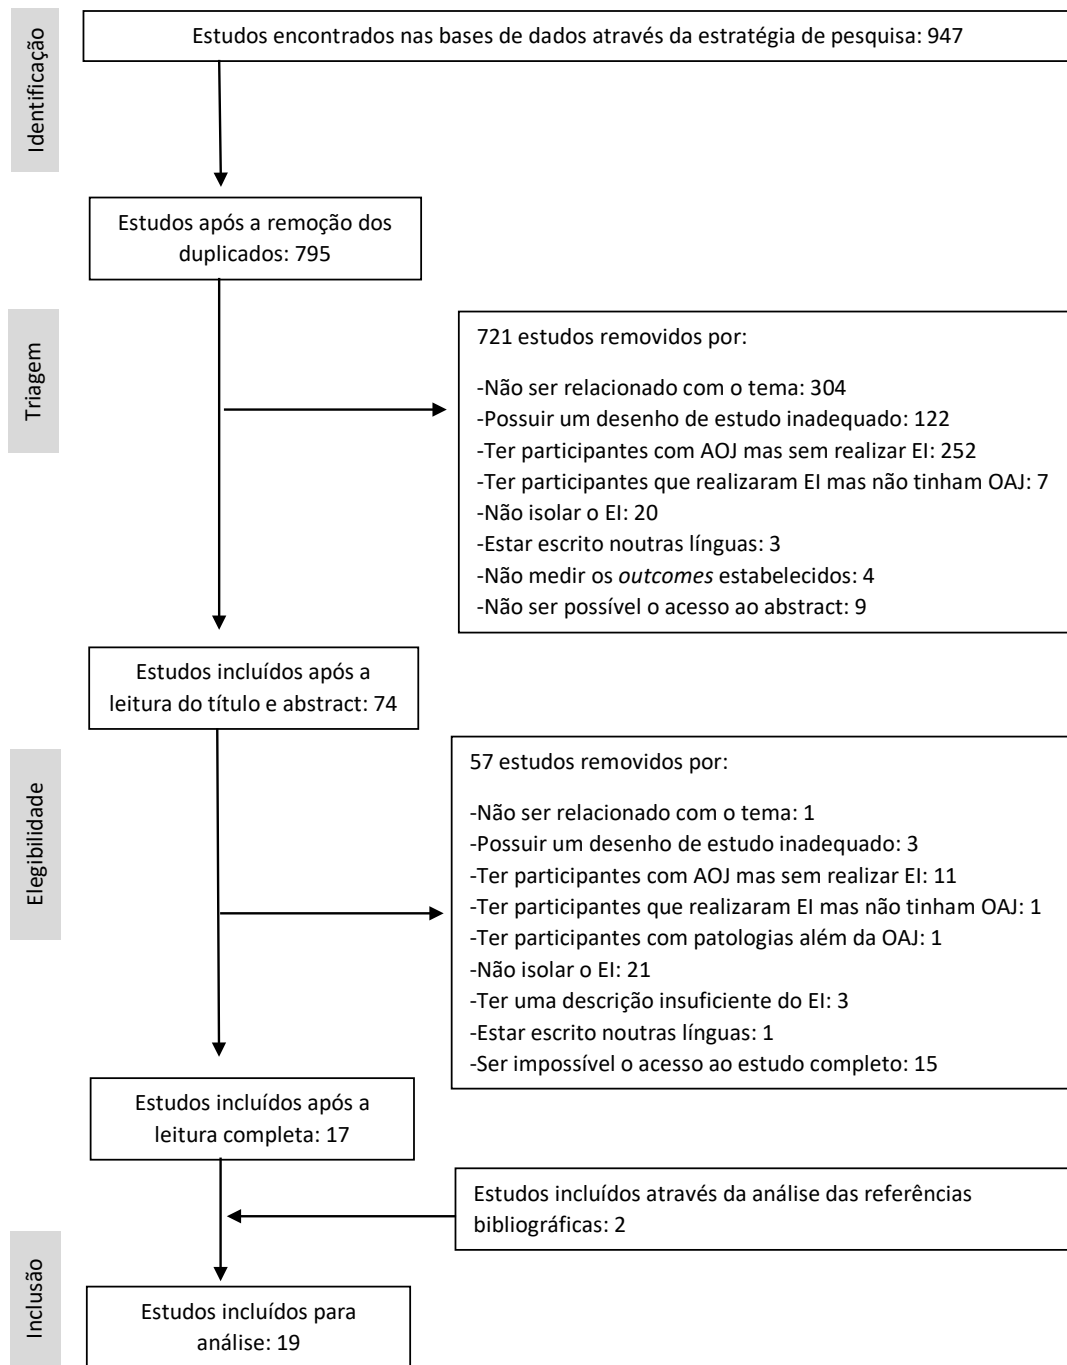 Identificação
Estudos encontrados nas bases de dados através da estratégia de pesquisa: 947
Estudos após a remoção dos
duplicados: 795
Triagem
721 estudos removidos por:
-Não ser relacionado com o tema: 304
-Possuir um desenho de estudo inadequado: 122
-Ter participantes com AOJ mas sem realizar EI: 252
-Ter participantes que realizaram EI mas não tinham OAJ: 7
-Não isolar o EI: 20
-Estar escrito noutras línguas: 3
-Não medir os outcomes estabelecidos: 4
-Não ser possível o acesso ao abstract: 9
Estudos incluídos após a
leitura do título e abstract: 74
Elegibilidade
57 estudos removidos por:
-Não ser relacionado com o tema: 1
-Possuir um desenho de estudo inadequado: 3
-Ter participantes com AOJ mas sem realizar EI: 11
-Ter participantes que realizaram EI mas não tinham OAJ: 1
-Ter participantes com patologias além da OAJ: 1
-Não isolar o EI: 21
-Ter uma descrição insuficiente do EI: 3
-Estar escrito noutras línguas: 1
-Ser impossível o acesso ao estudo completo: 15
Estudos incluídos após a
leitura completa: 17
Estudos incluídos através da análise das referências
bibliográficas: 2
Inclusão
Estudos incluídos para
análise: 19